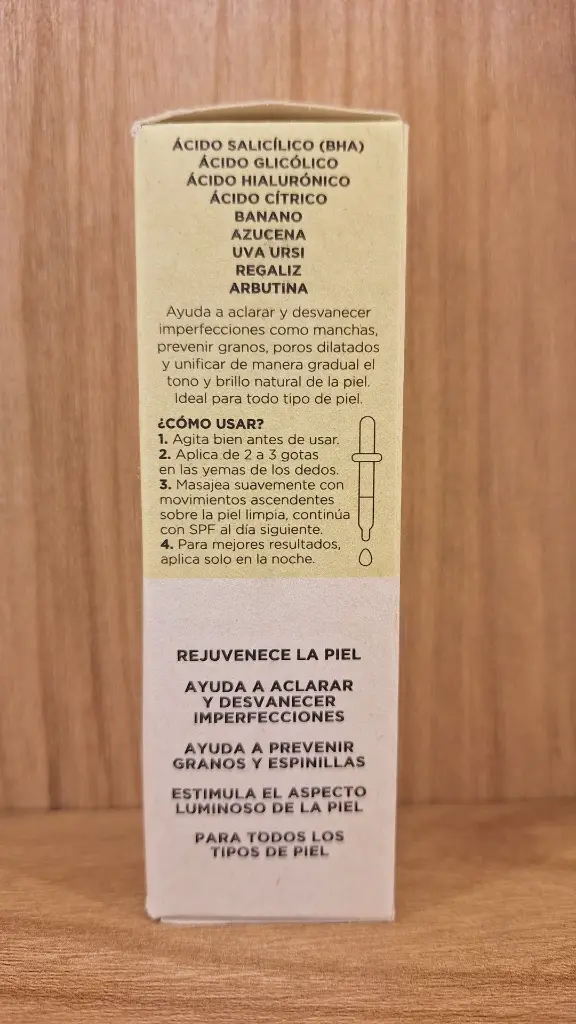 ÁCIDO SALICÍLICO (BHA)
ÁCIDO GLICÓLICO
ÁCIDO HIALURÓNICO
ÁCIDO CÍTRICO
BANANO
AZUCENA
UVA URSI
REGALIZ
ARBUTINA
Ayuda a aclarar y desvanecer
imperfecciones como manchas,
prevenir granos, poros dilatados
y unificar de manera gradual el
tono y brillo natural de la piel.
Ideal para todo tipo de piel.
¿CÓMO USAR?
1. Agita bien antes de usar.
2. Aplica de 2 a 3 gotas
en las yemas de los dedos.
3. Masajea suavemente con
movimientos ascendentes
sobre la piel limpia, continúa
con SPF al día siguiente.
4. Para mejores resultados,
aplica solo en la noche.
REJUVENECE LA PIEL
AYUDA A ACLARAR
Y DESVANECER
IMPERFECCIONES
AYUDA A PREVENIR
GRANOS Y ESPINILLAS
ESTIMULA EL ASPECTO
LUMINOSO DE LA PIEL
PARA TODOS LOS
TIPOS DE PIEL